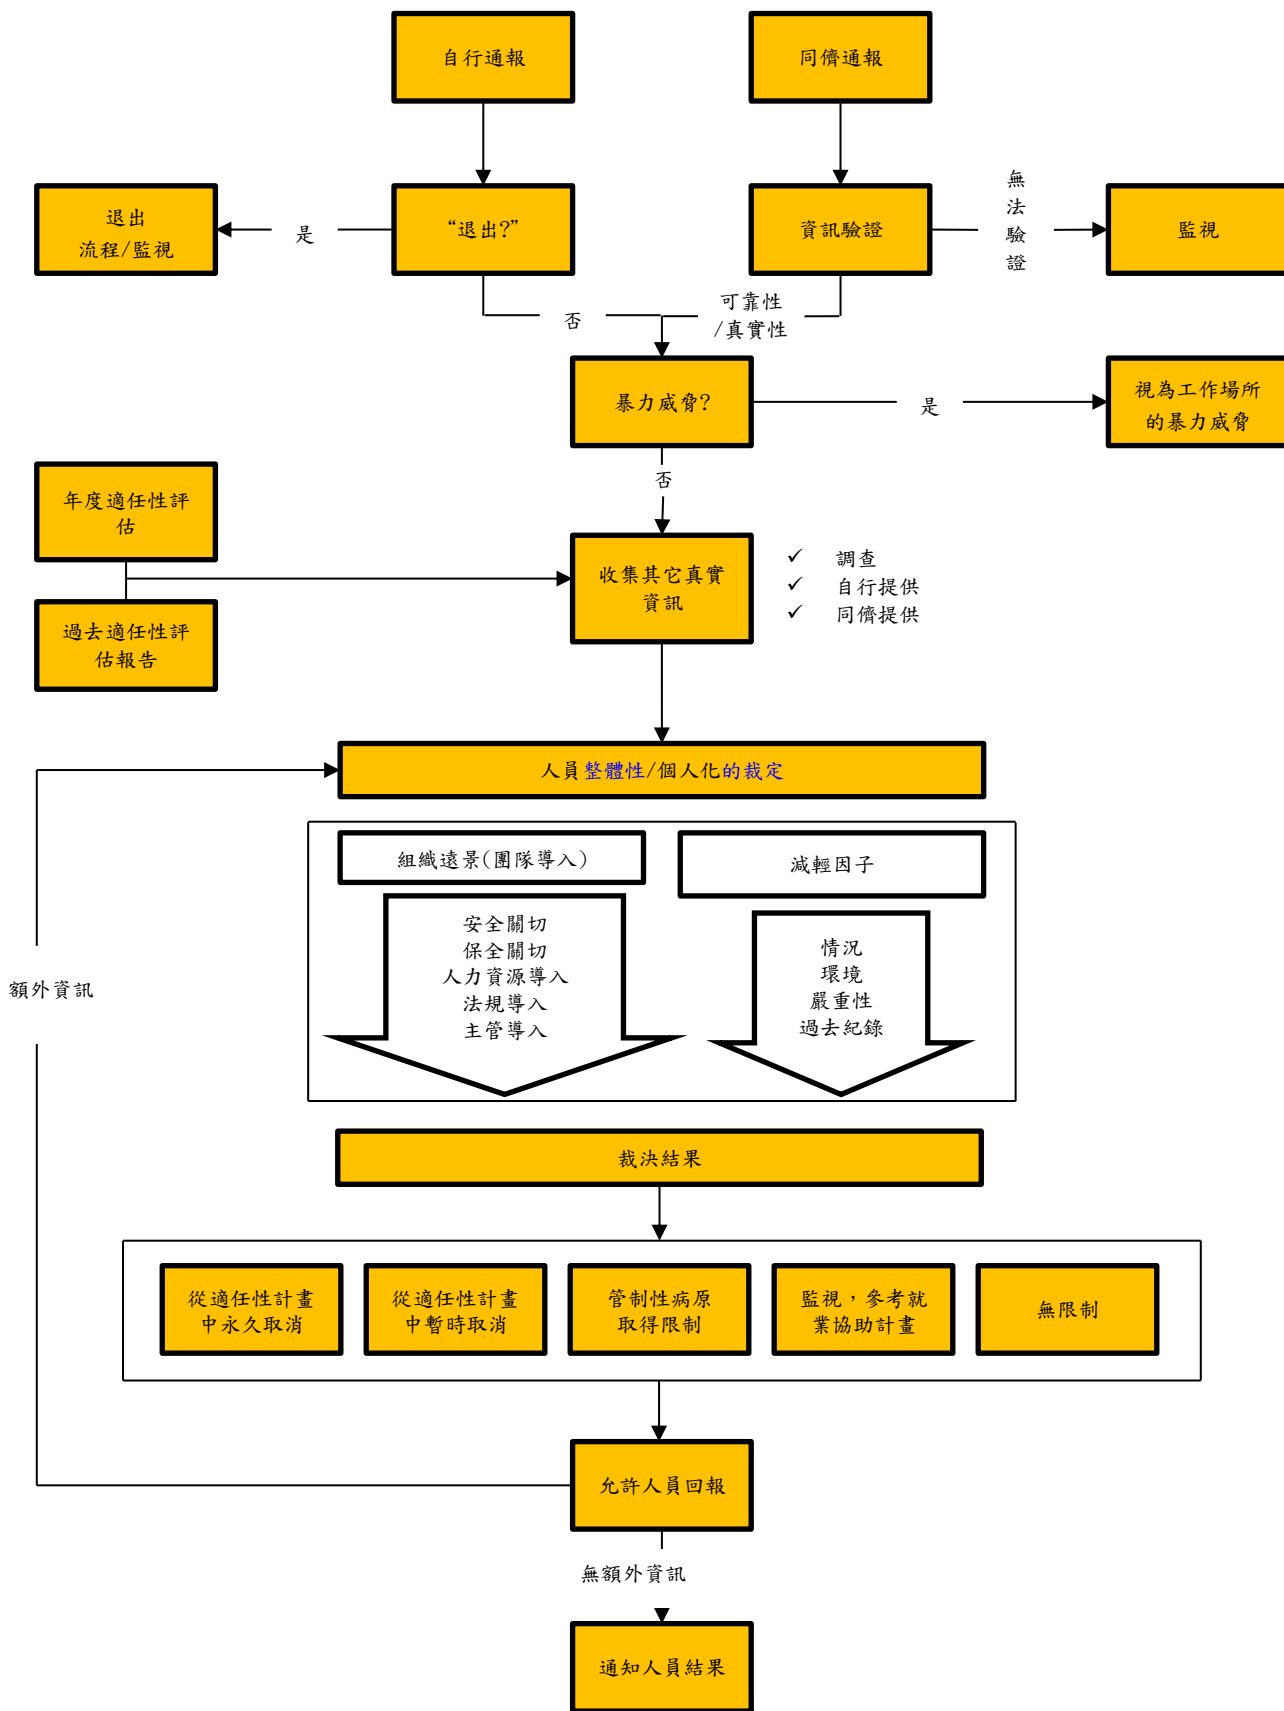 自行通報
同儕通報
退出
流程/監視
是
“退出?”
資訊驗證
無
法
驗
證
監視
否
可靠性
/真實性
暴力威脅?
是
視為工作場所
的暴力威脅
否
年度適任性評
估
過去適任性評
估報告
收集其它真實
資訊
✓ 調查
✓ 自行提供
✓ 同儕提供
人員整體性/個人化的裁定
組織遠景(團隊導入)
減輕因子
安全關切
保全關切
人力資源導入
法規導入
主管導入
情況
環境
嚴重性
過去紀錄
額外資訊
裁決結果
從適任性計畫
中永久取消
從適任性計畫
中暫時取消
管制性病原
取得限制
監視，參考就
業協助計畫
無限制
允許人員回報
無額外資訊
通知人員結果